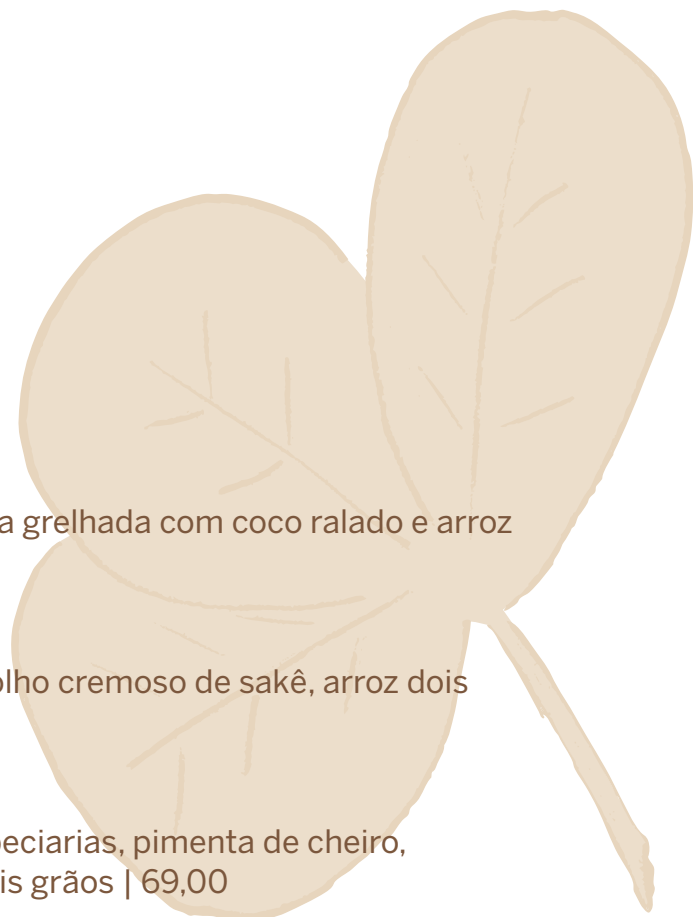 a grelhada com coco ralado e arroz
olho cremoso de sakê, arroz dois
peciarias, pimenta de cheiro,
is grãos | 69,00